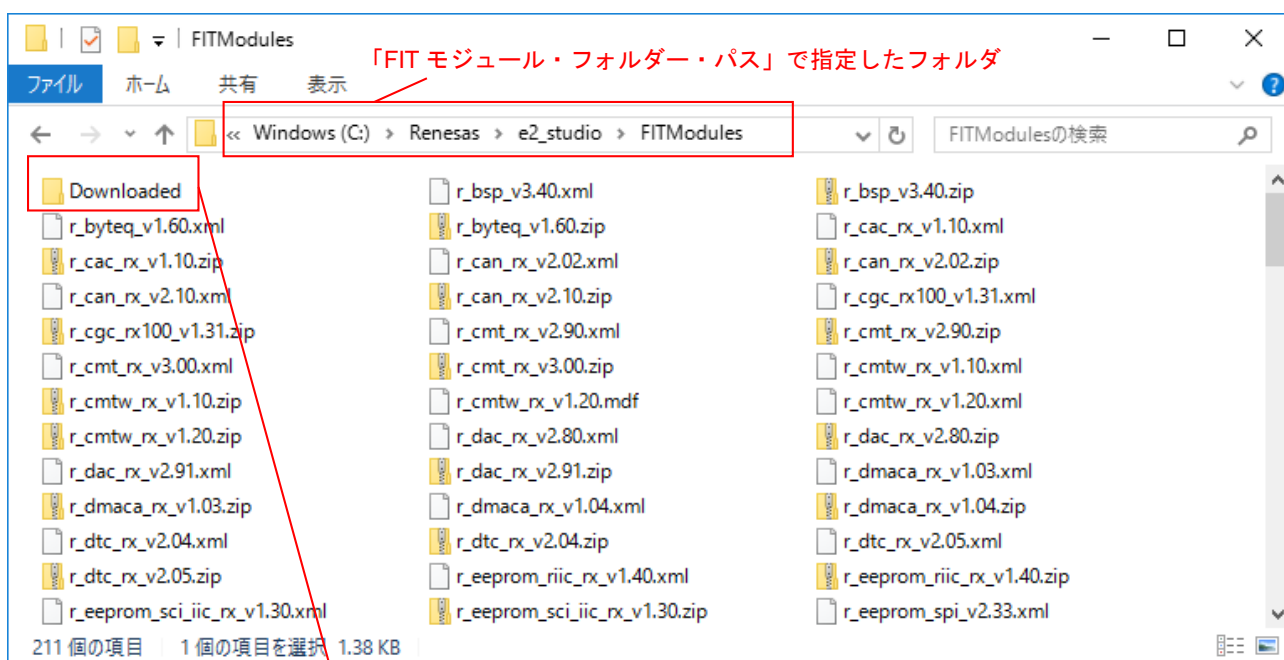 FITModules
「FIT モジュール・フォルダー・パス」で指定したフォルダ
ファイル ホーム 共有 表示
« Windows (C:) › Renesas › e2_studio › FITModules FITModulesの検索
Downloaded r_bsp_v3.40.xml r_bsp_v3.40.zip
r_byteq_v1.60.xml r_byteq_v1.60.zip r_cac_rx_v1.10.xml
r_cac_rx_v1.10.zip r_can_rx_v2.02.xml r_can_rx_v2.02.zip
r_can_rx_v2.10.xml r_can_rx_v2.10.zip r_cgc_rx100_v1.31.xml
r_cgc_rx100_v1.31.zip r_cmt_rx_v2.90.xml r_cmt_rx_v2.90.zip
r_cmt_rx_v3.00.xml r_cmt_rx_v3.00.zip r_cmtw_rx_v1.10.xml
r_cmtw_rx_v1.10.zip r_cmtw_rx_v1.20.mdf r_cmtw_rx_v1.20.xml
r_cmtw_rx_v1.20.zip r_dac_rx_v2.80.xml r_dac_rx_v2.80.zip
r_dac_rx_v2.91.xml r_dac_rx_v2.91.zip r_dmaca_rx_v1.03.xml
r_dmaca_rx_v1.03.zip r_dmaca_rx_v1.04.xml r_dmaca_rx_v1.04.zip
r_dtc_rx_v2.04.xml r_dtc_rx_v2.04.zip r_dtc_rx_v2.05.xml
r_dtc_rx_v2.05.zip r_eeprom_riic_rx_v1.40.xml r_eeprom_riic_rx_v1.40.zip
r_eeprom_sci_iic_rx_v1.30.xml r_eeprom_sci_iic_rx_v1.30.zip r_eeprom_spi_v2.33.xml
211 個の項目 1 個の項目を選択 1.38 KB